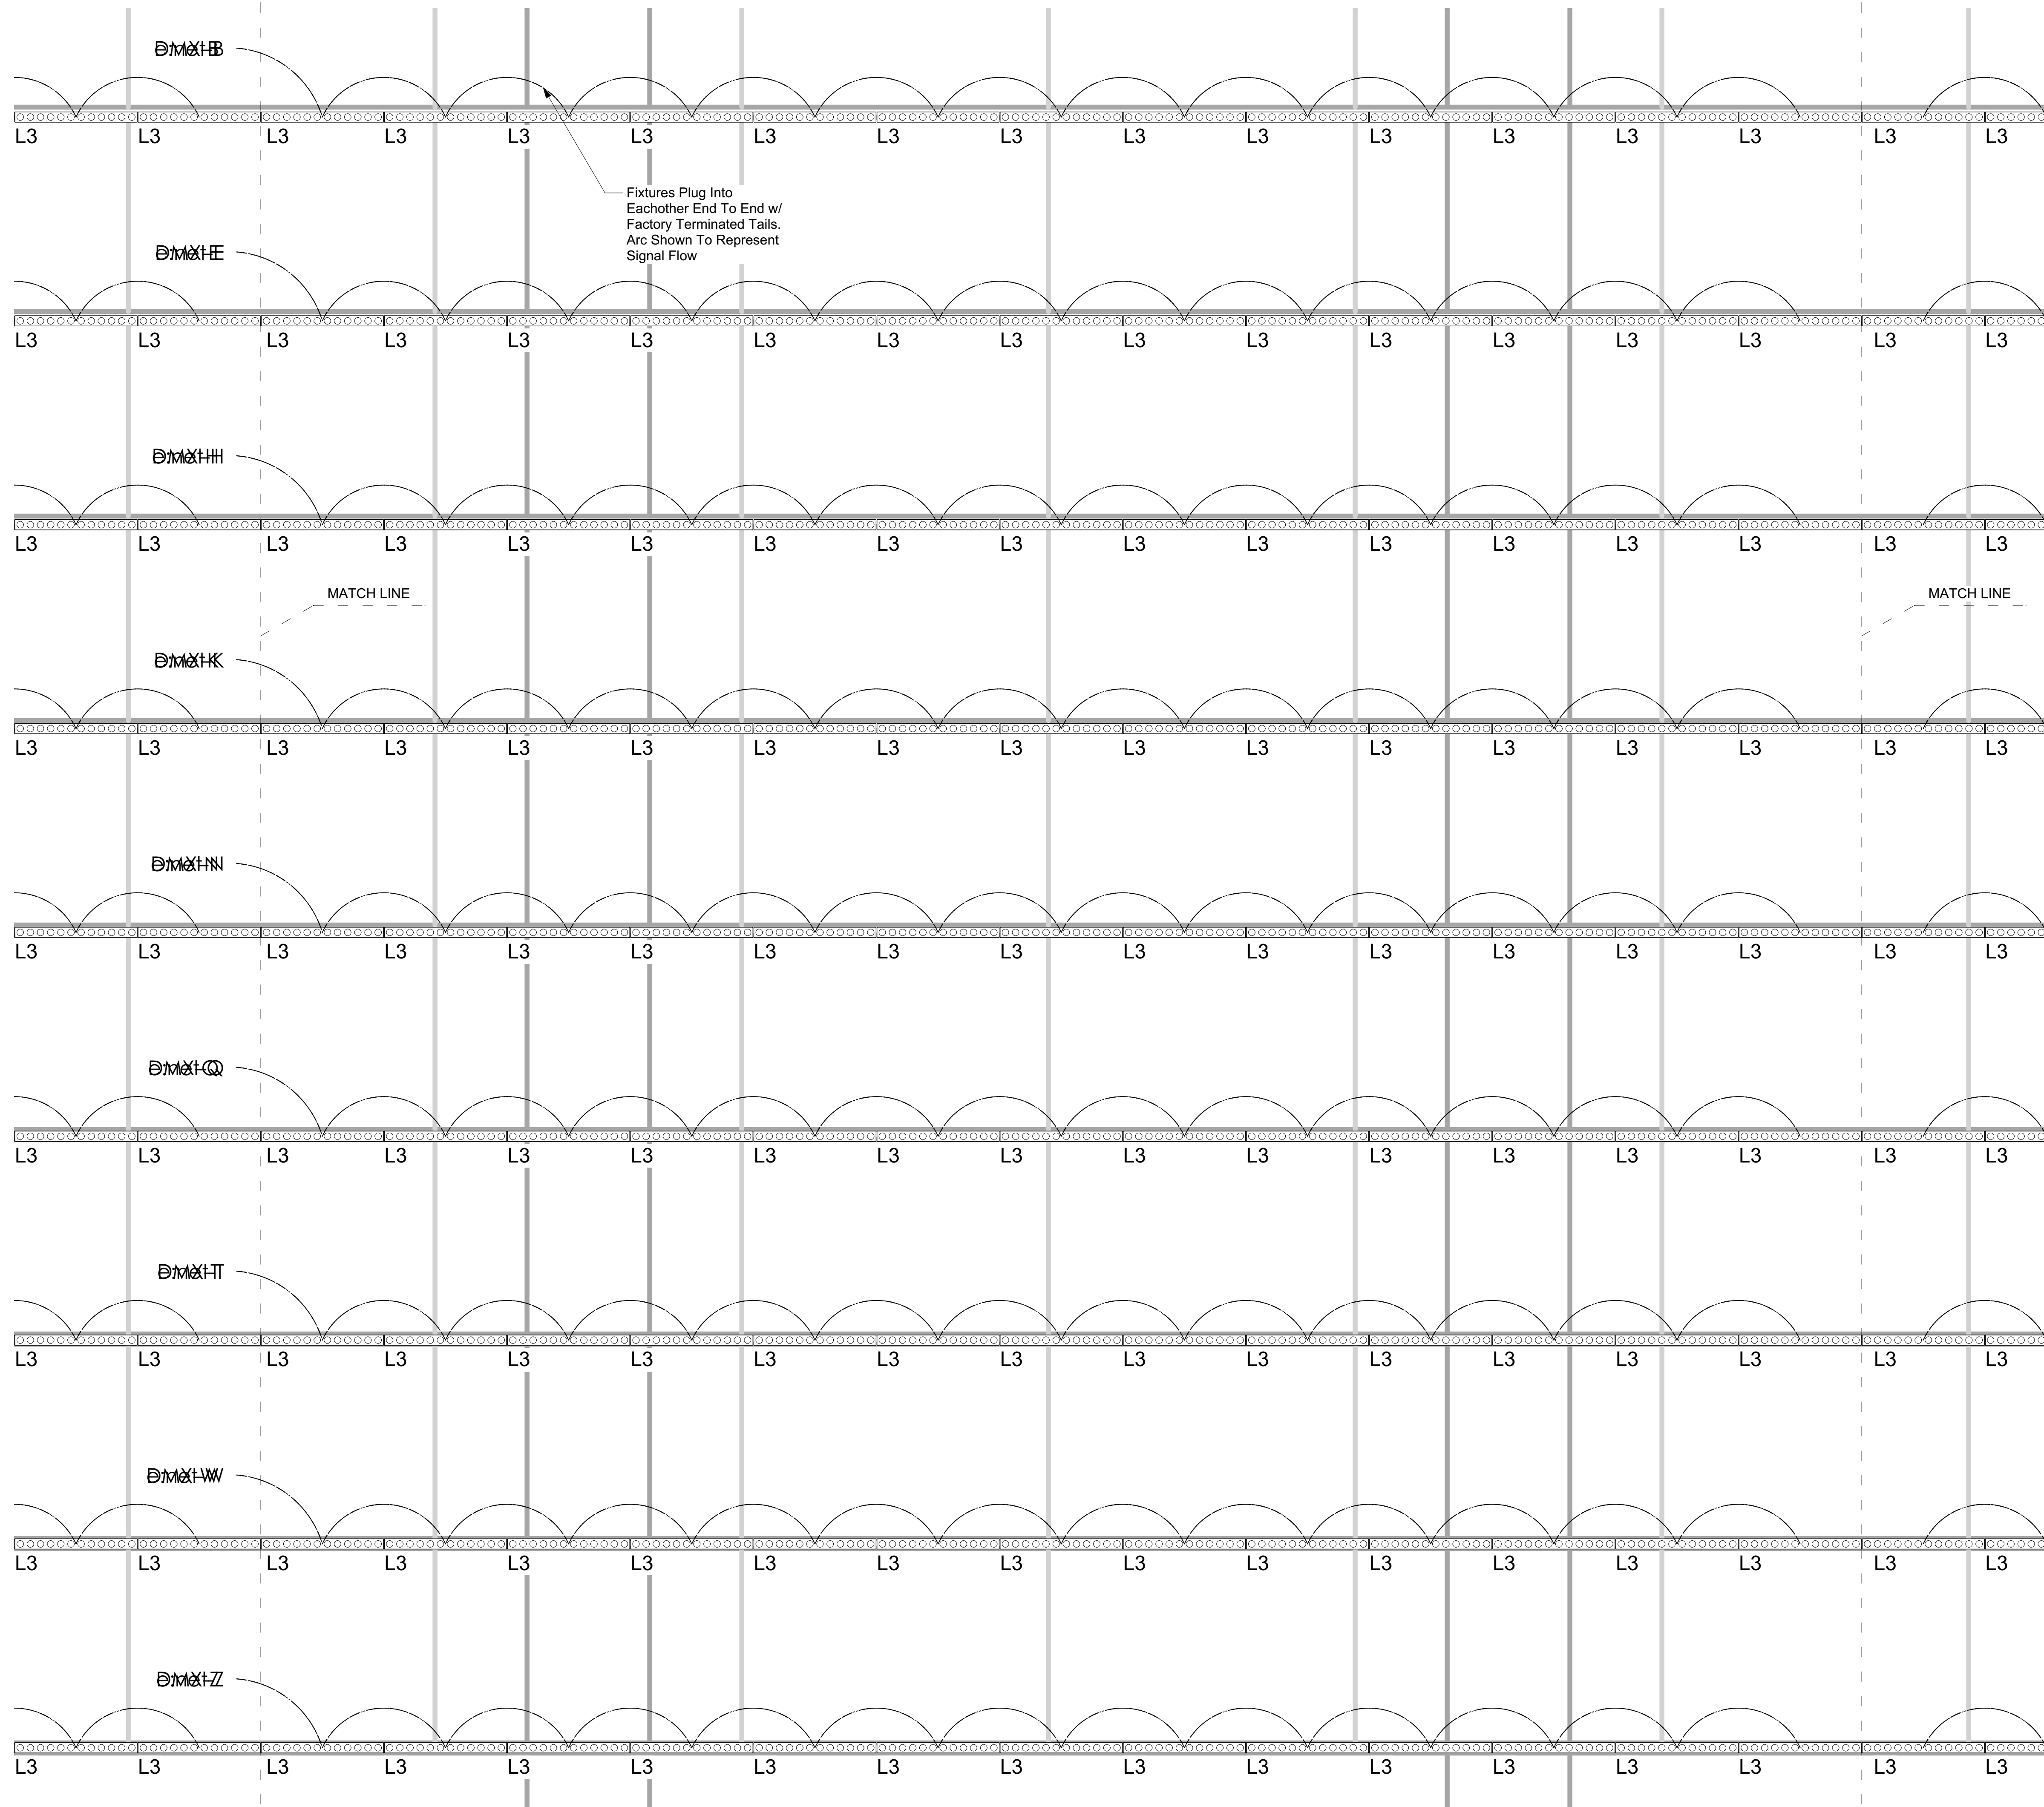 L3 L3 L3 L3 L3 L3 L3 L3 L3 L3 L3 L3 L3 L3 L3 L3 L3
Fixtures Plug Into
Eachother End To End w/
Factory Terminated Tails.
Arc Shown To Represent
Signal Flow
L3 L3 L3 L3 L3 L3 L3 L3 L3 L3 L3 L3 L3 L3 L3 L3 L3
L3 L3 L3 L3 L3 L3 L3 L3 L3 L3 L3 L3 L3 L3 L3 L3 L3
MATCH LINE
MATCH LINE
L3 L3 L3 L3 L3 L3 L3 L3 L3 L3 L3 L3 L3 L3 L3 L3 L3
L3 L3 L3 L3 L3 L3 L3 L3 L3 L3 L3 L3 L3 L3 L3 L3 L3
L3 L3 L3 L3 L3 L3 L3 L3 L3 L3 L3 L3 L3 L3 L3 L3 L3
L3 L3 L3 L3 L3 L3 L3 L3 L3 L3 L3 L3 L3 L3 L3 L3 L3
L3 L3 L3 L3 L3 L3 L3 L3 L3 L3 L3 L3 L3 L3 L3 L3 L3
L3 L3 L3 L3 L3 L3 L3 L3 L3 L3 L3 L3 L3 L3 L3 L3 L3